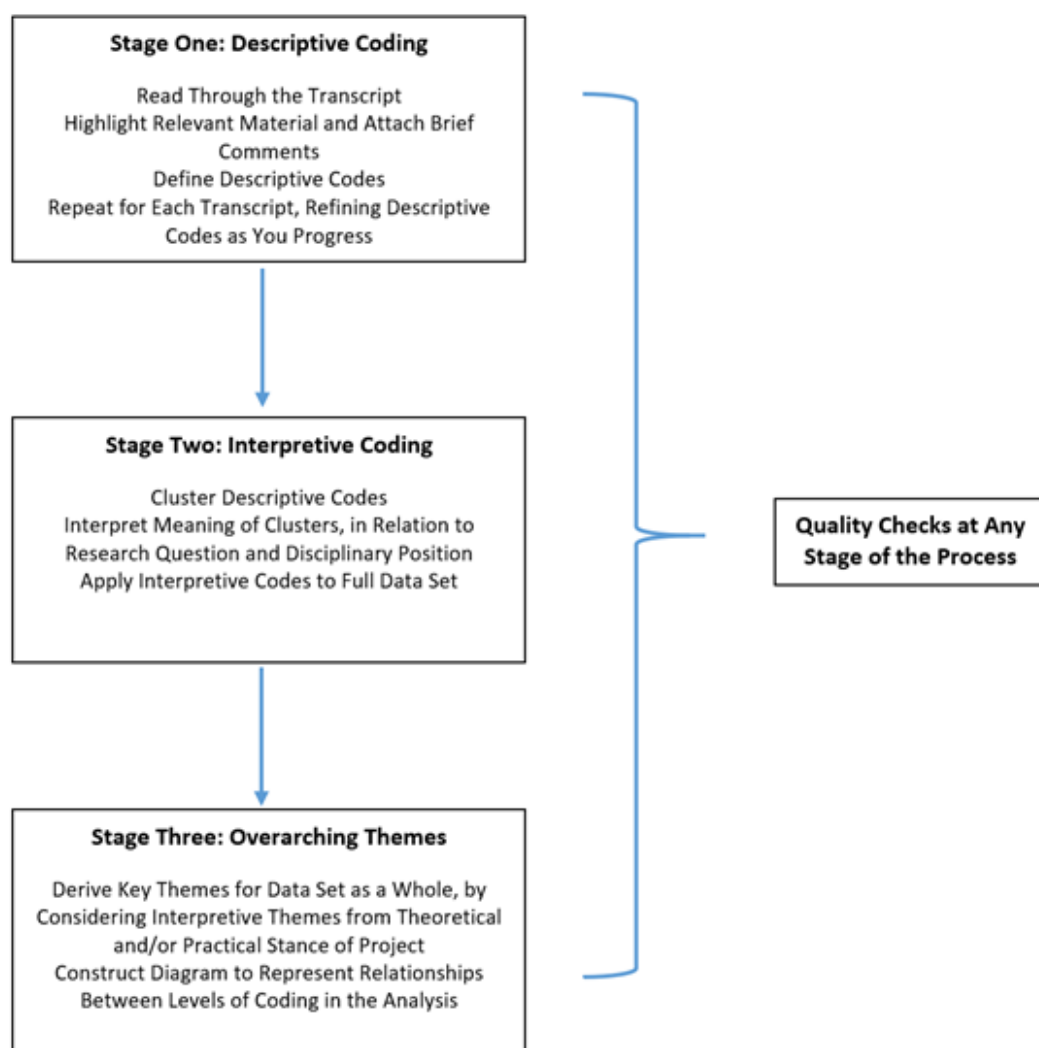 Stage One: Descriptive Coding
Read Through the Transcript
Highlight Relevant Material and Attach Brief
Comments
Define Descriptive Codes
Repeat for Each Transcript, Refining Descriptive
Codes as You Progress
Stage Two: Interpretive Coding
Cluster Descriptive Codes
Interpret Meaning of Clusters, in Relation to
Research Question and Disciplinary Position
Apply Interpretive Codes to Full Data Set
Stage Three: Overarching Themes
Derive Key Themes for Data Set as a Whole, by
Considering Interpretive Themes from Theoretical
and/or Practical Stance of Project
Construct Diagram to Represent Relationships
Between Levels of Coding in the Analysis
Quality Checks at Any
Stage of the Process